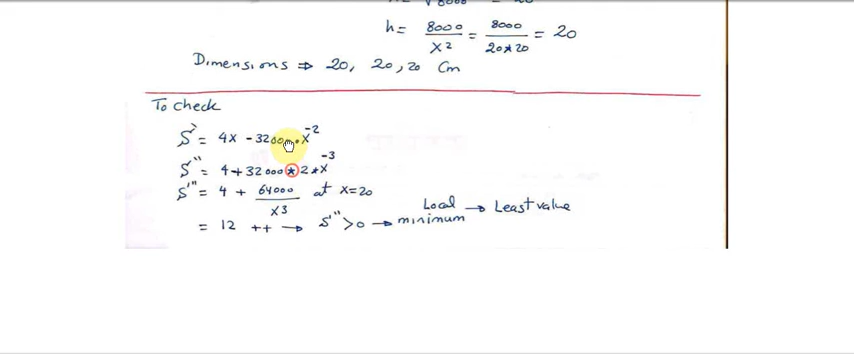 h = 8000 / x² = 8000 / 20*20 = 20
Dimensions ⇒ 20, 20, 20 Cm
To check
S' = 4x - 32000 * x⁻²
S'' = 4 + 32000 * 2 * x⁻³
S'' = 4 + 64000 / x³ at x=20
= 12 ++ → S'' > 0 → Local minimum → Least value